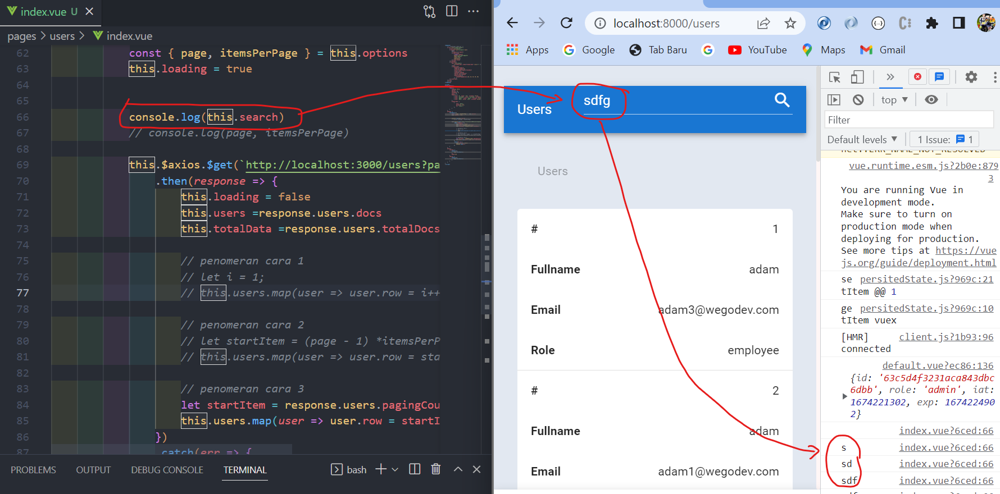 index.vue U
pages > users > index.vue
62 const { page, itemsPerPage } = this.options
63 this.loading = true
64
65
66 console.log(this.search)
67 // console.log(page, itemsPerPage)
68
69 this.$axios.$get(`http://localhost:3000/users?pa
70 .then(response => {
71 this.loading = false
72 this.users =response.users.docs
73 this.totalData =response.users.totalDocs
74
75 // penomeran cara 1
76 // let i = 1;
77 // this.users.map(user => user.row = i++
78
79 // penomeran cara 2
80 // let startItem = (page - 1) *itemsPerP
81 // this.users.map(user => user.row = sta
82
83 // penomeran cara 3
84 let startItem = response.users.pagingCou
85 this.users.map(user => user.row = startI
86 })
87 catch(err => {
PROBLEMS OUTPUT DEBUG CONSOLE TERMINAL bash
localhost:8000/users
Apps Google Tab Baru YouTube Maps Gmail
Users sdfg
Users
# 1
Fullname adam
Email adam3@wegodev.com
Role employee
# 2
Fullname adam
Email adam1@wegodev.com
top
Filter
Default levels 1 Issue: 1
net::ERR_NAME_NOT_RESOLVED
vue.runtime.esm.js?2b0e:879
3
You are running Vue in
development mode.
Make sure to turn on
production mode when
deploying for production.
See more tips at https://vue
js.org/guide/deployment.html
se persitedState.js?969c:21
tItem @@ 1
ge persitedState.js?969c:10
tItem vuex
[HMR] client.js?1b93:96
connected
default.vue?ec86:136
{id: '63c5d4f3231aca843dbc
6dbb', role: 'admin', iat:
1674221302, exp: 167422490
2}
index.vue?6ced:66
s index.vue?6ced:66
sd index.vue?6ced:66
sdf index.vue?6ced:66